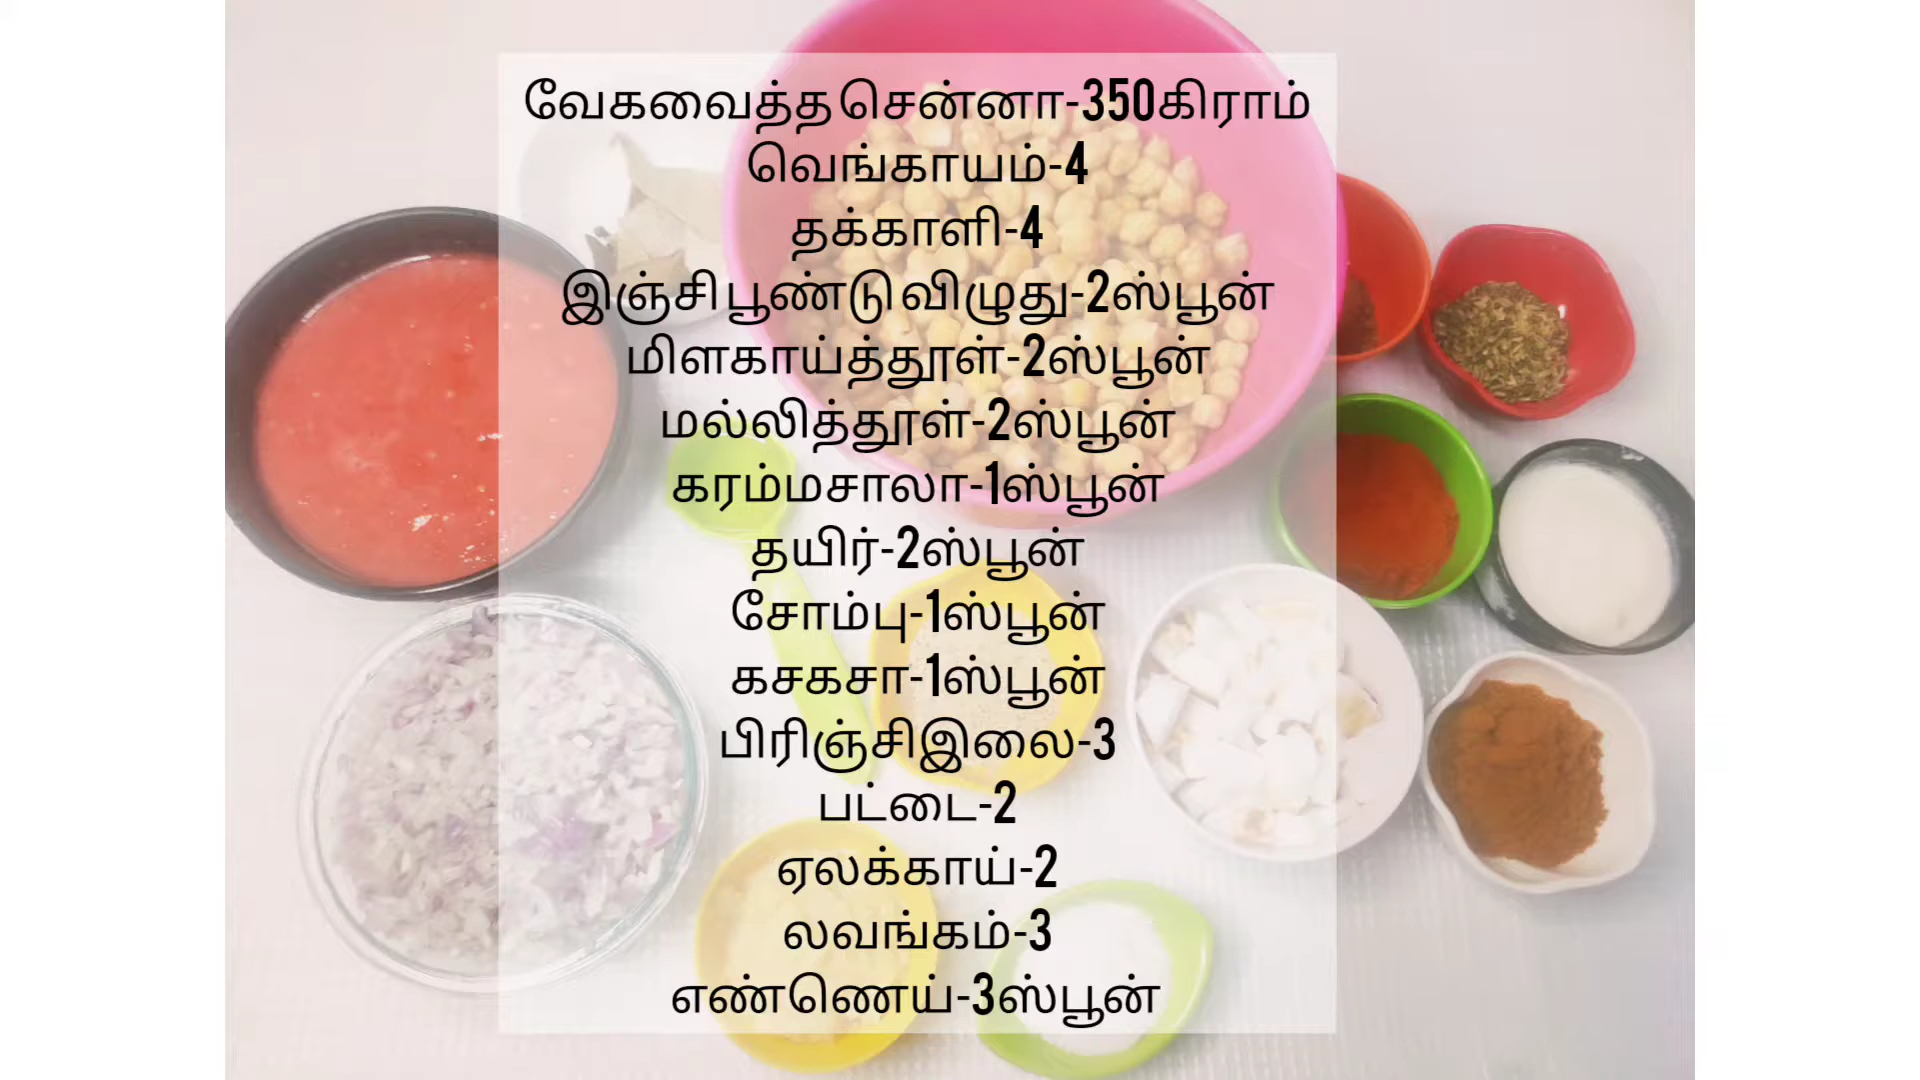 வேகவைத்த சென்னா-350கிராம்
வெங்காயம்-4
தக்காளி-4
இஞ்சி பூண்டு விழுது-2ஸ்பூன்
மிளகாய்த்தூள்-2ஸ்பூன்
மல்லித்தூள்-2ஸ்பூன்
கரம்மசாலா-1ஸ்பூன்
தயிர்-2ஸ்பூன்
சோம்பு-1ஸ்பூன்
கசகசா-1ஸ்பூன்
பிரிஞ்சிஇலை-3
பட்டை-2
ஏலக்காய்-2
லவங்கம்-3
எண்ணெய்-3ஸ்பூன்